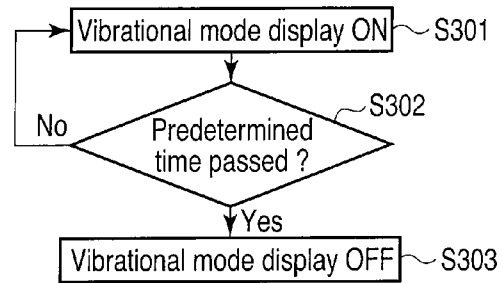 Vibrational mode display ON
S301
S302
Predetermined
time passed ?
No
Yes
Vibrational mode display OFF
S303